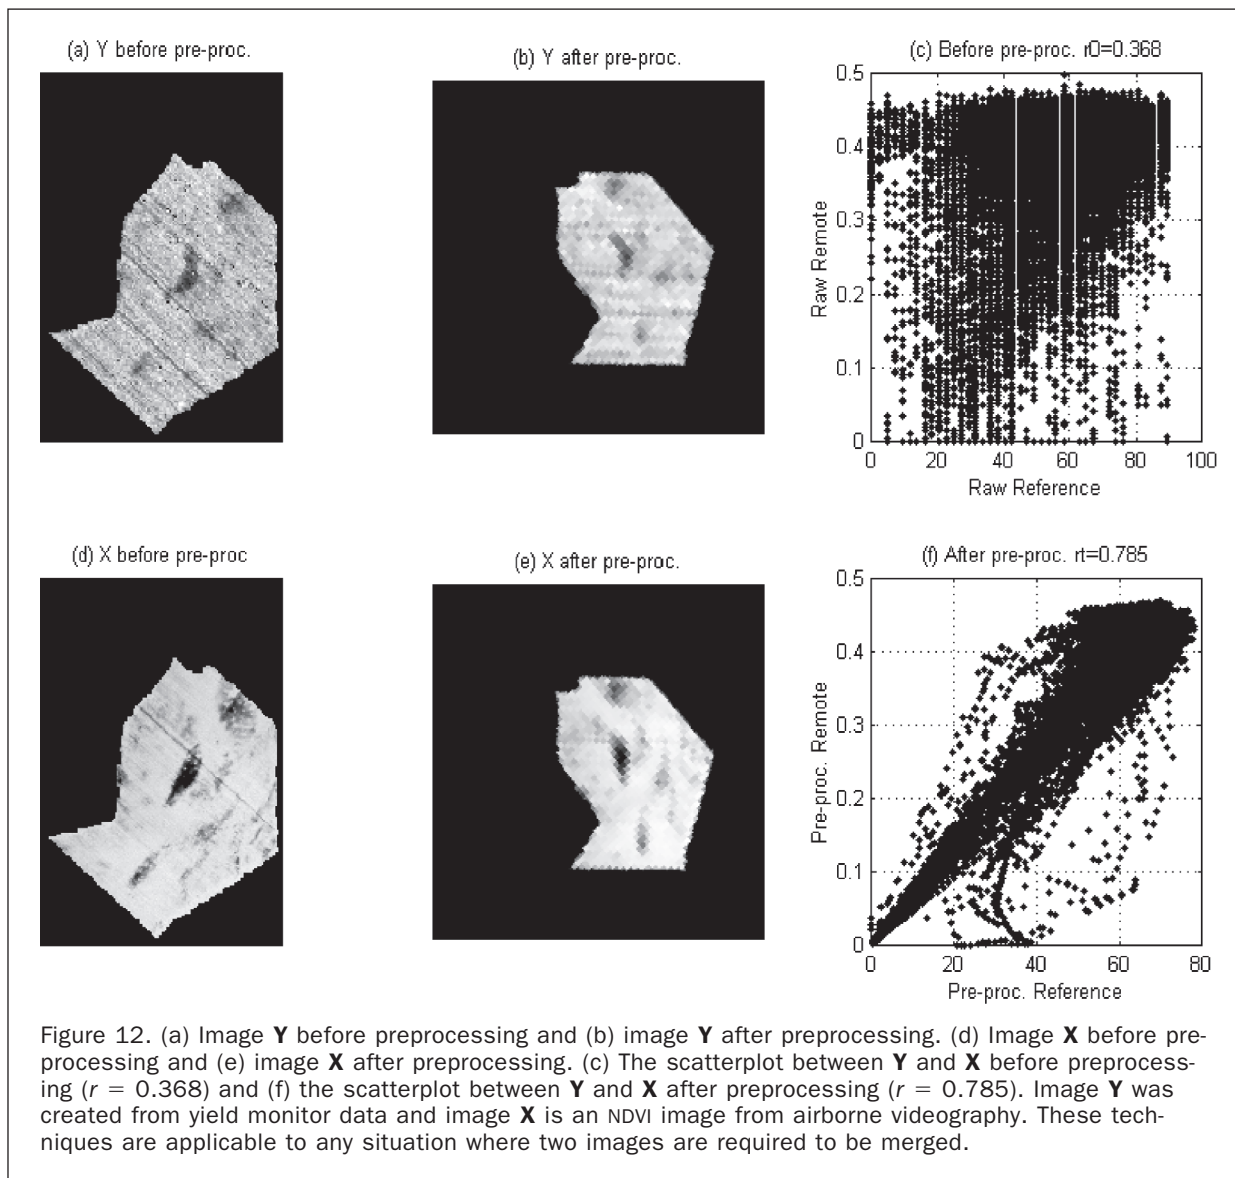 (a) Y before pre-proc.
(b) Y after pre-proc.
(c) Before pre-proc. r0=0.368
0.5
0.4
0.3
0.2
0.1
0
Raw Remote
0 20 40 60 80 100
Raw Reference
(d) X before pre-proc
(e) X after pre-proc.
(f) After pre-proc. rt=0.785
0.5
0.4
0.3
0.2
0.1
0
Pre-proc. Remote
0 20 40 60 80
Pre-proc. Reference
Figure 12. (a) Image Y before preprocessing and (b) image Y after preprocessing. (d) Image X before pre-
processing and (e) image X after preprocessing. (c) The scatterplot between Y and X before preprocess-
ing (r = 0.368) and (f) the scatterplot between Y and X after preprocessing (r = 0.785). Image Y was
created from yield monitor data and image X is an NDVI image from airborne videography. These tech-
niques are applicable to any situation where two images are required to be merged.